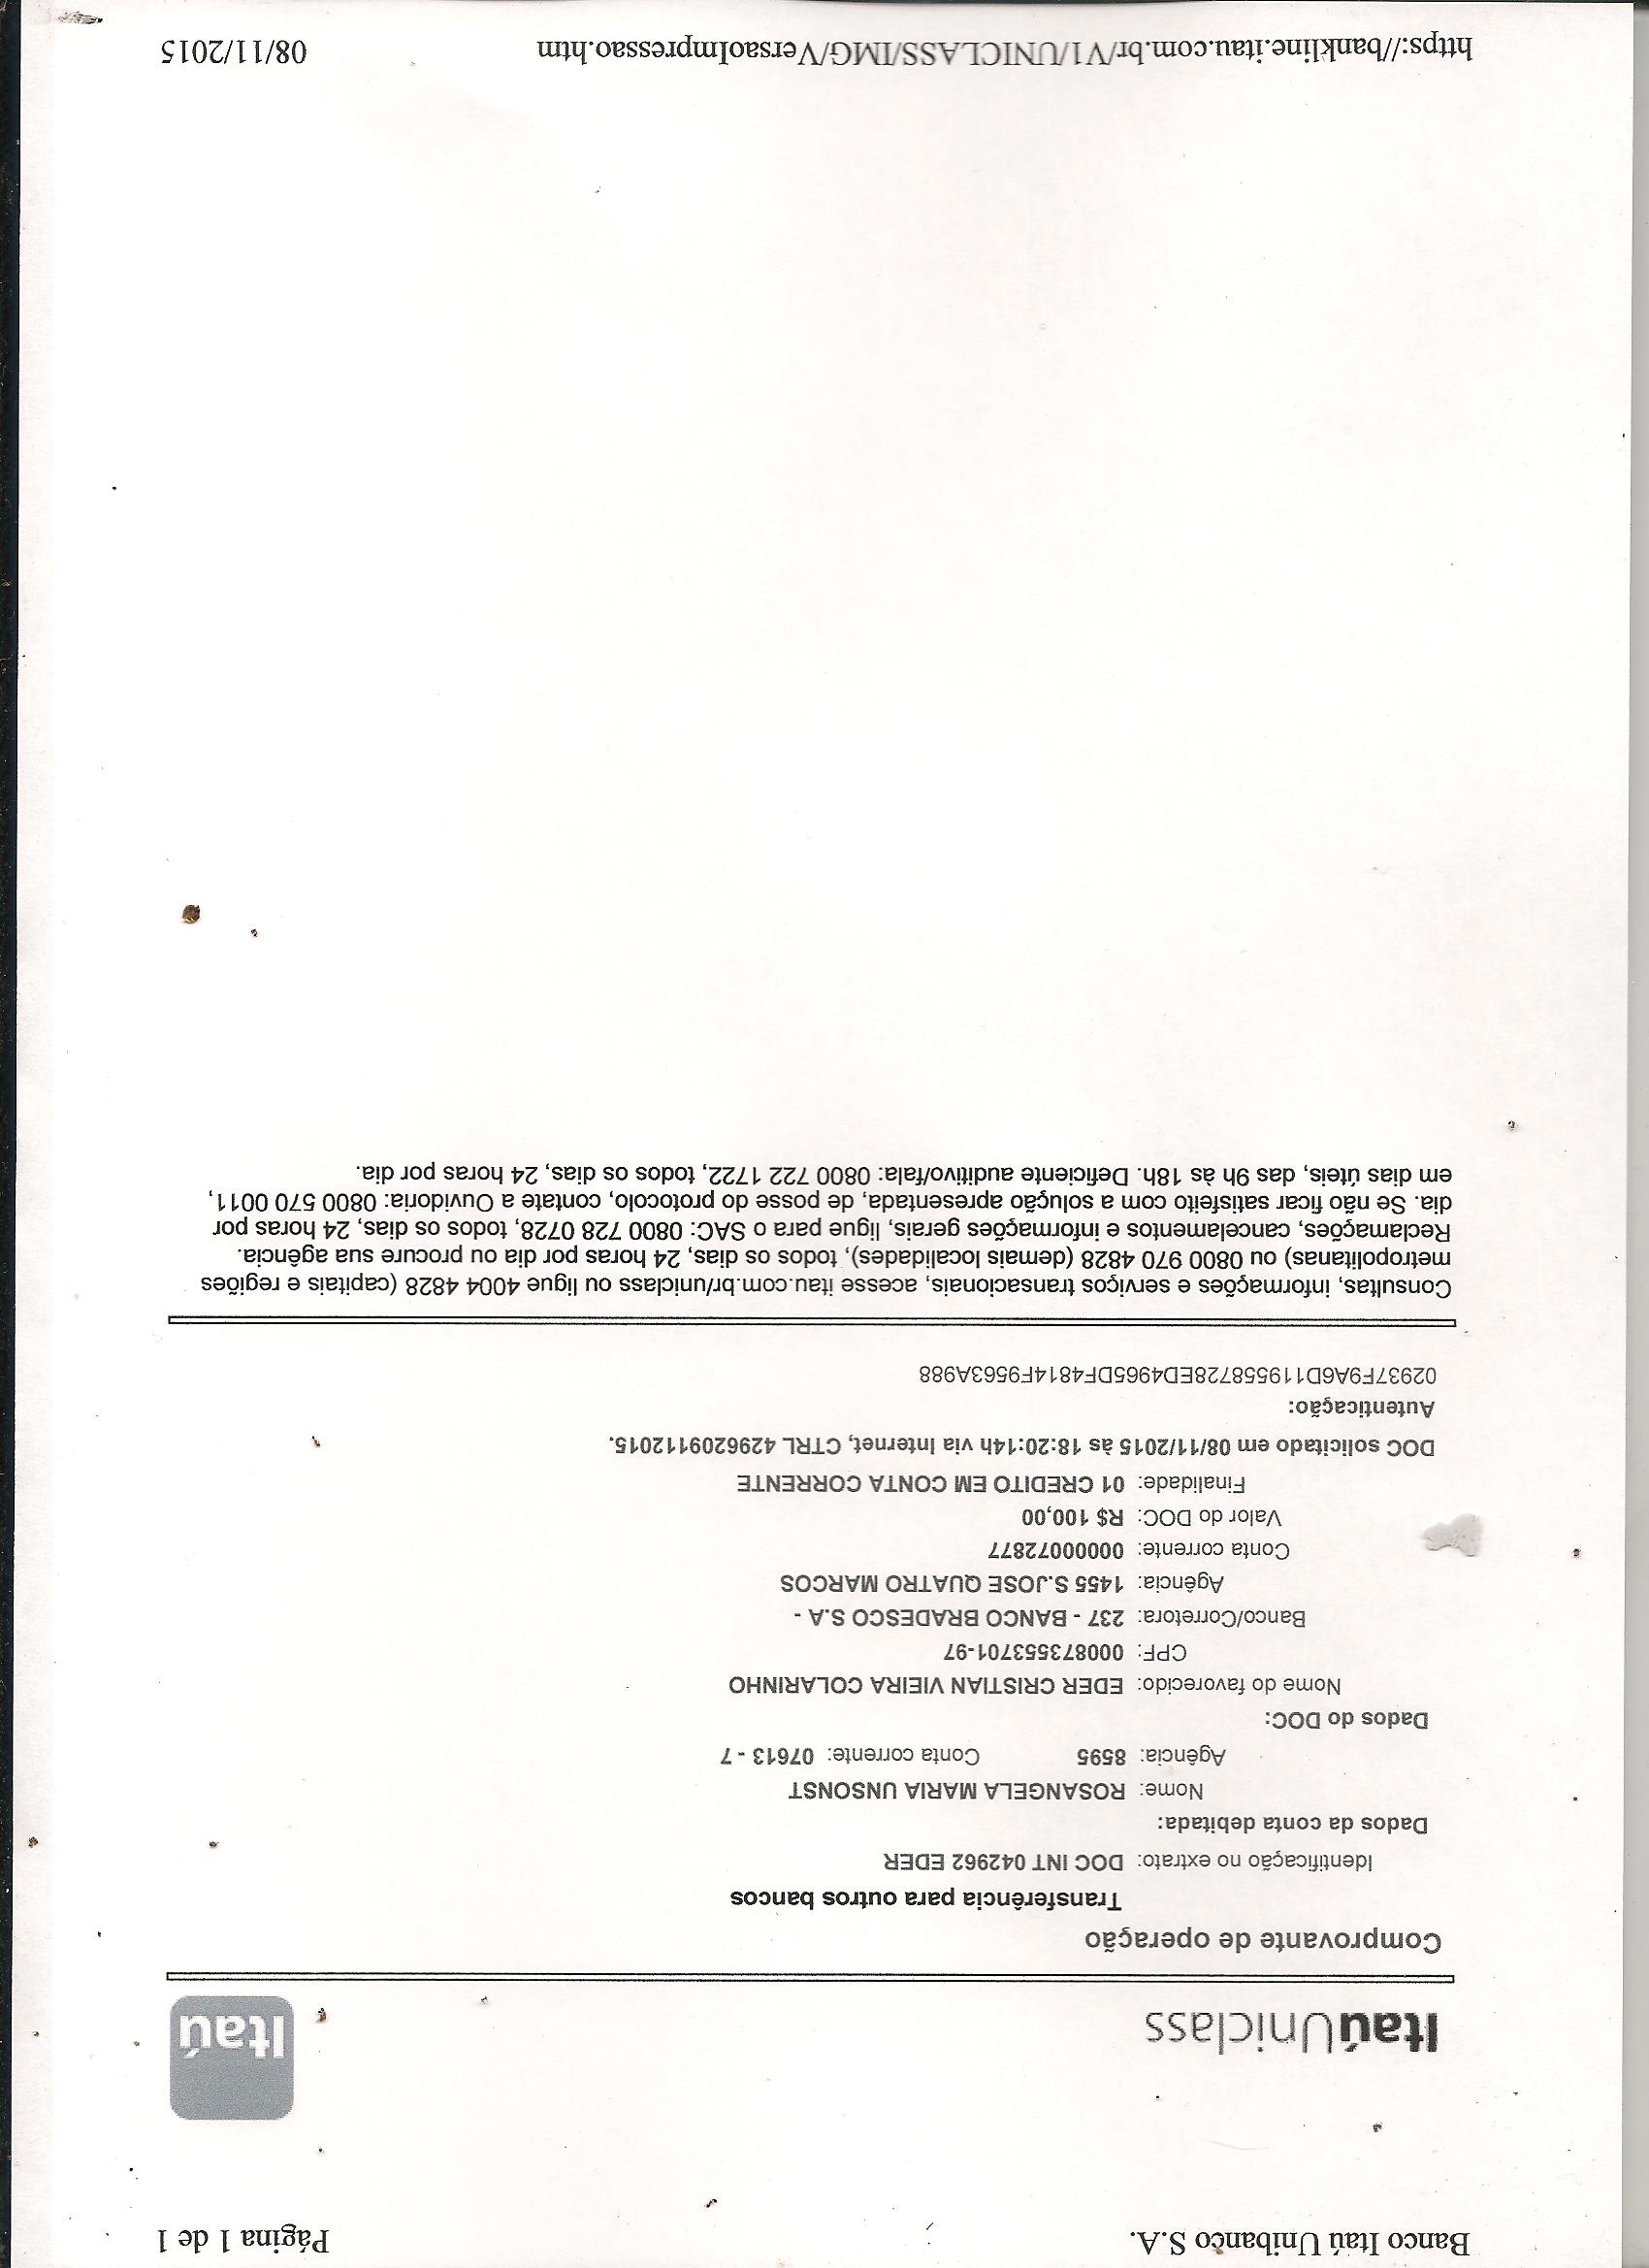 Banco Itaú Unibanco S.A. Página 1 de 1
ItaúUniclass Itaú
Comprovante de operação
Transferência para outros bancos
Identificação no extrato: DOC INT 042962 EDER
Dados da conta debitada:
Nome: ROSANGELA MARIA UNSONST
Agência: 8595 Conta corrente: 07613 - 7
Dados do DOC:
Nome do favorecido: EDER CRISTIAN VIEIRA COLARINHO
CPF: 0008735553701-97
Banco/Corretora: 237 - BANCO BRADESCO S.A -
Agência: 1455 S.JOSE QUATRO MARCOS
Conta corrente: 0000072877
Valor do DOC: R$ 100,00
Finalidade: 01 CREDITO EM CONTA CORRENTE
DOC solicitado em 08/11/2015 às 18:20:14h via Internet, CTRL 4296209112015.
Autenticação:
02937F9A6D119558728ED4965DF4814F9563A988
Consultas, informações e serviços transacionais, acesse itau.com.br/uniclass ou ligue 4004 4828 (capitais e regiões
metropolitanas) ou 0800 970 4828 (demais localidades), todos os dias, 24 horas por dia ou procure sua agência.
Reclamações, cancelamentos e informações gerais, ligue para o SAC: 0800 728 0728, todos os dias, 24 horas por
dia. Se não ficar satisfeito com a solução apresentada, de posse do protocolo, contate a Ouvidoria: 0800 570 0011,
em dias úteis, das 9h às 18h. Deficiente auditivo/fala: 0800 722 1722, todos os dias, 24 horas por dia.
https://bankline.itau.com.br/V1/UNICLASS/IMG/VersaoImpressao.htm 08/11/2015